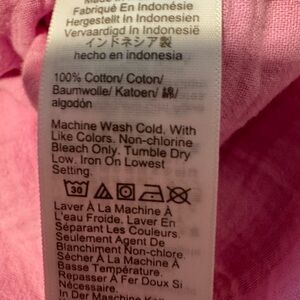 Fabriqué En Indonésie
Hergestellt in Indonesien
Vervaardigd In Indonesië
インドネシア製
hecho en indonesia
100% Cotton/ Coton/
Baumwolle/ Katoen/ 綿/
algodón
Machine Wash Cold. With
Like Colors. Non-chlorine
Bleach Only. Tumble Dry
Low. Iron On Lowest
Setting.
30
Laver À La Machine À
L'eau Froide. Laver En
Séparant Les Couleurs.
Seulement Agent De
Blanchiment Non-chlore.
Sécher À La Machine À
Basse Température.
Repasser À Fer Doux Si
Nécessaire.
In Der Maschine